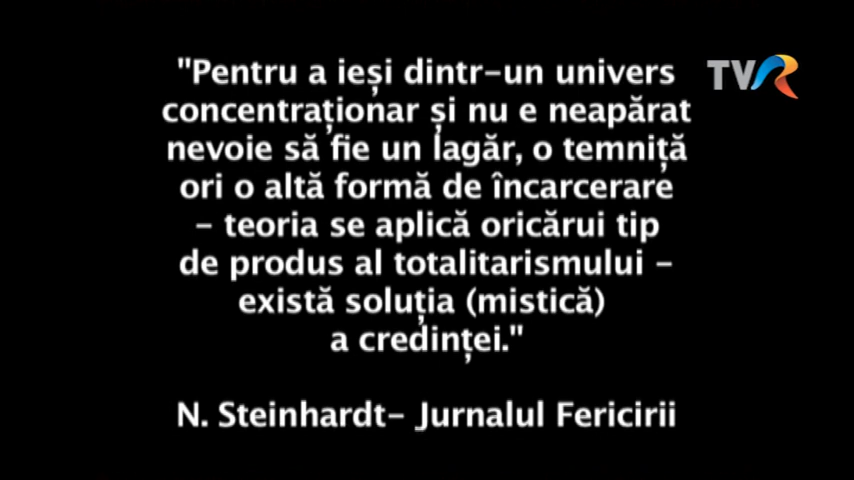 "Pentru a ieși dintr-un univers
TVR
concentraționar și nu e neapărat
nevoie să fie un lagăr, o temniță
ori o altă formă de încarcerare
- teoria se aplică oricărui tip
de produs al totalitarismului -
există soluția (mistică)
a credinței."
N. Steinhardt- Jurnalul Fericirii